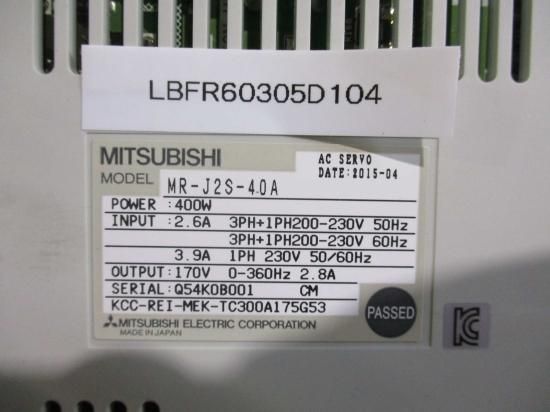 LBFR60305D104
MITSUBISHI
AC SERVO
MODEL MR-J2S-40A
DATE:2015-04
POWER :400W
INPUT :2.6A 3PH+1PH200-230V 50Hz
3PH+1PH200-230V 60Hz
3.9A 1PH 230V 50/60Hz
OUTPUT:170V 0-360Hz 2.8A
SERIAL:Q54K0B001 CM
KCC-REI-MEK-TC300A175G53
PASSED
MITSUBISHI ELECTRIC CORPORATION
MADE IN JAPAN